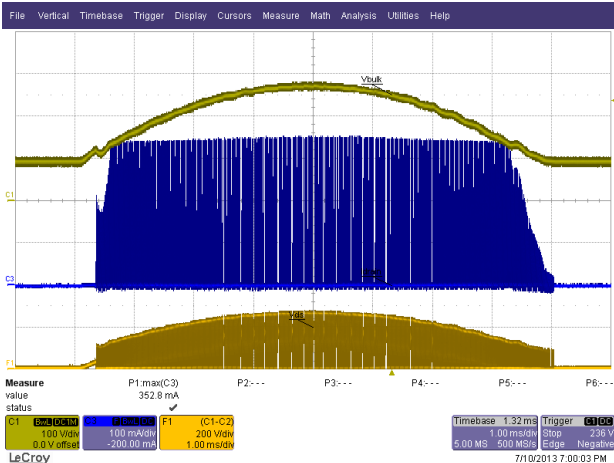 File Vertical Timebase Trigger Display Cursors Measure Math Analysis Utilities Help
Vbulk
C1
C3
Vds
F1
Measure P1:max(C3) P2:- - - P3:- - - P4:- - - P5:- - - P6:- - -
value 352.8 mA
status
C1 BwL DC1M
100 V/div
0.0 V offset
100 mA/div
-200.00 mA
F1 (C1-C2)
200 V/div
1.00 ms/div
Timebase 1.32 ms
1.00 ms/div
5.00 MS 500 MS/s
Trigger C1 DC
Stop 236 V
Edge Negative
LeCroy
7/10/2013 7:00:03 PM